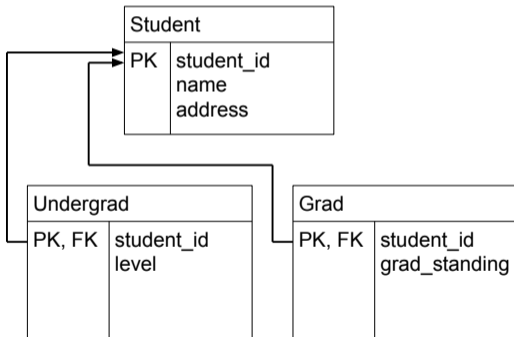 Student
PK student_id
name
address
Undergrad
PK, FK student_id
level
Grad
PK, FK student_id
grad_standing